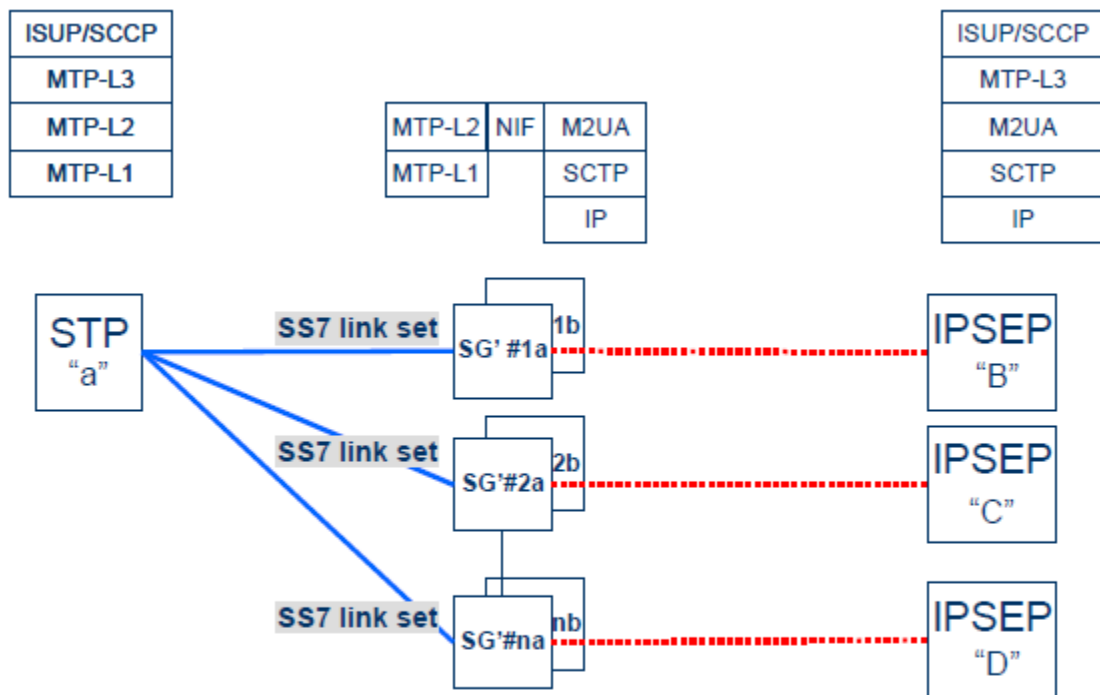 ISUP/SCCP
MTP-L3
MTP-L2
MTP-L1
MTP-L2 NIF M2UA
MTP-L1 SCTP
IP
ISUP/SCCP
MTP-L3
M2UA
SCTP
IP
STP
“a”
SS7 link set
SG’ #1a
1b
IPSEP
“B”
SS7 link set
SG’#2a
2b
IPSEP
“C”
SS7 link set
SG’#na
nb
IPSEP
“D”